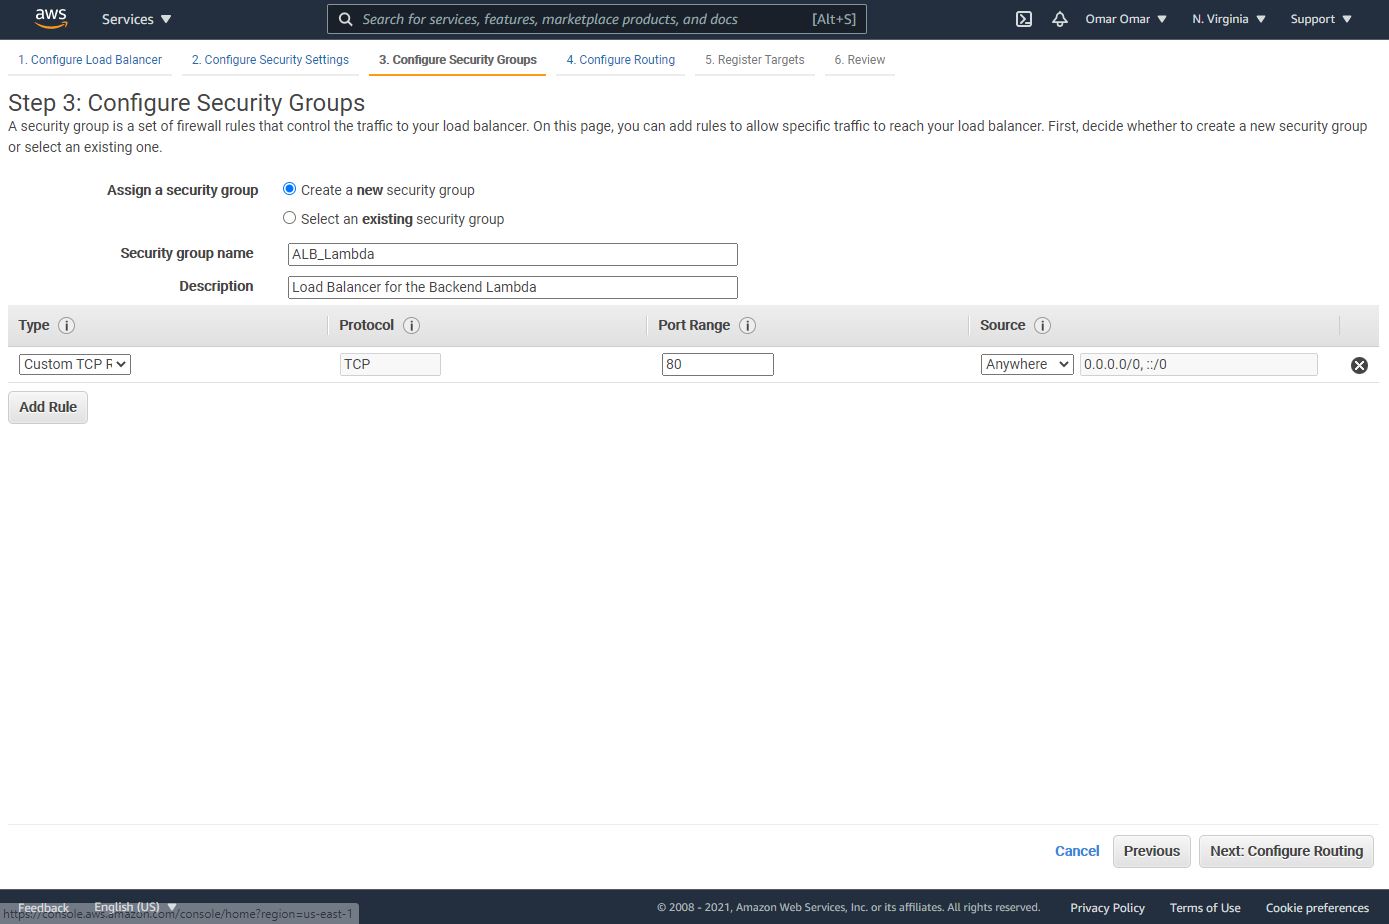 aws Services Search for services, features, marketplace products, and docs [Alt+S] Omar Omar N. Virginia Support
1. Configure Load Balancer 2. Configure Security Settings 3. Configure Security Groups 4. Configure Routing 5. Register Targets 6. Review
Step 3: Configure Security Groups
A security group is a set of firewall rules that control the traffic to your load balancer. On this page, you can add rules to allow specific traffic to reach your load balancer. First, decide whether to create a new security group
or select an existing one.
Assign a security group Create a new security group
Select an existing security group
Security group name ALB_Lambda
Description Load Balancer for the Backend Lambda
Type Protocol Port Range Source
Custom TCP R TCP 80 Anywhere 0.0.0.0/0, ::/0
Add Rule
Cancel Previous Next: Configure Routing
Feedback English (US) © 2008 - 2021, Amazon Web Services, Inc. or its affiliates. All rights reserved. Privacy Policy Terms of Use Cookie preferences
https://console.aws.amazon.com/console/home?region=us-east-1